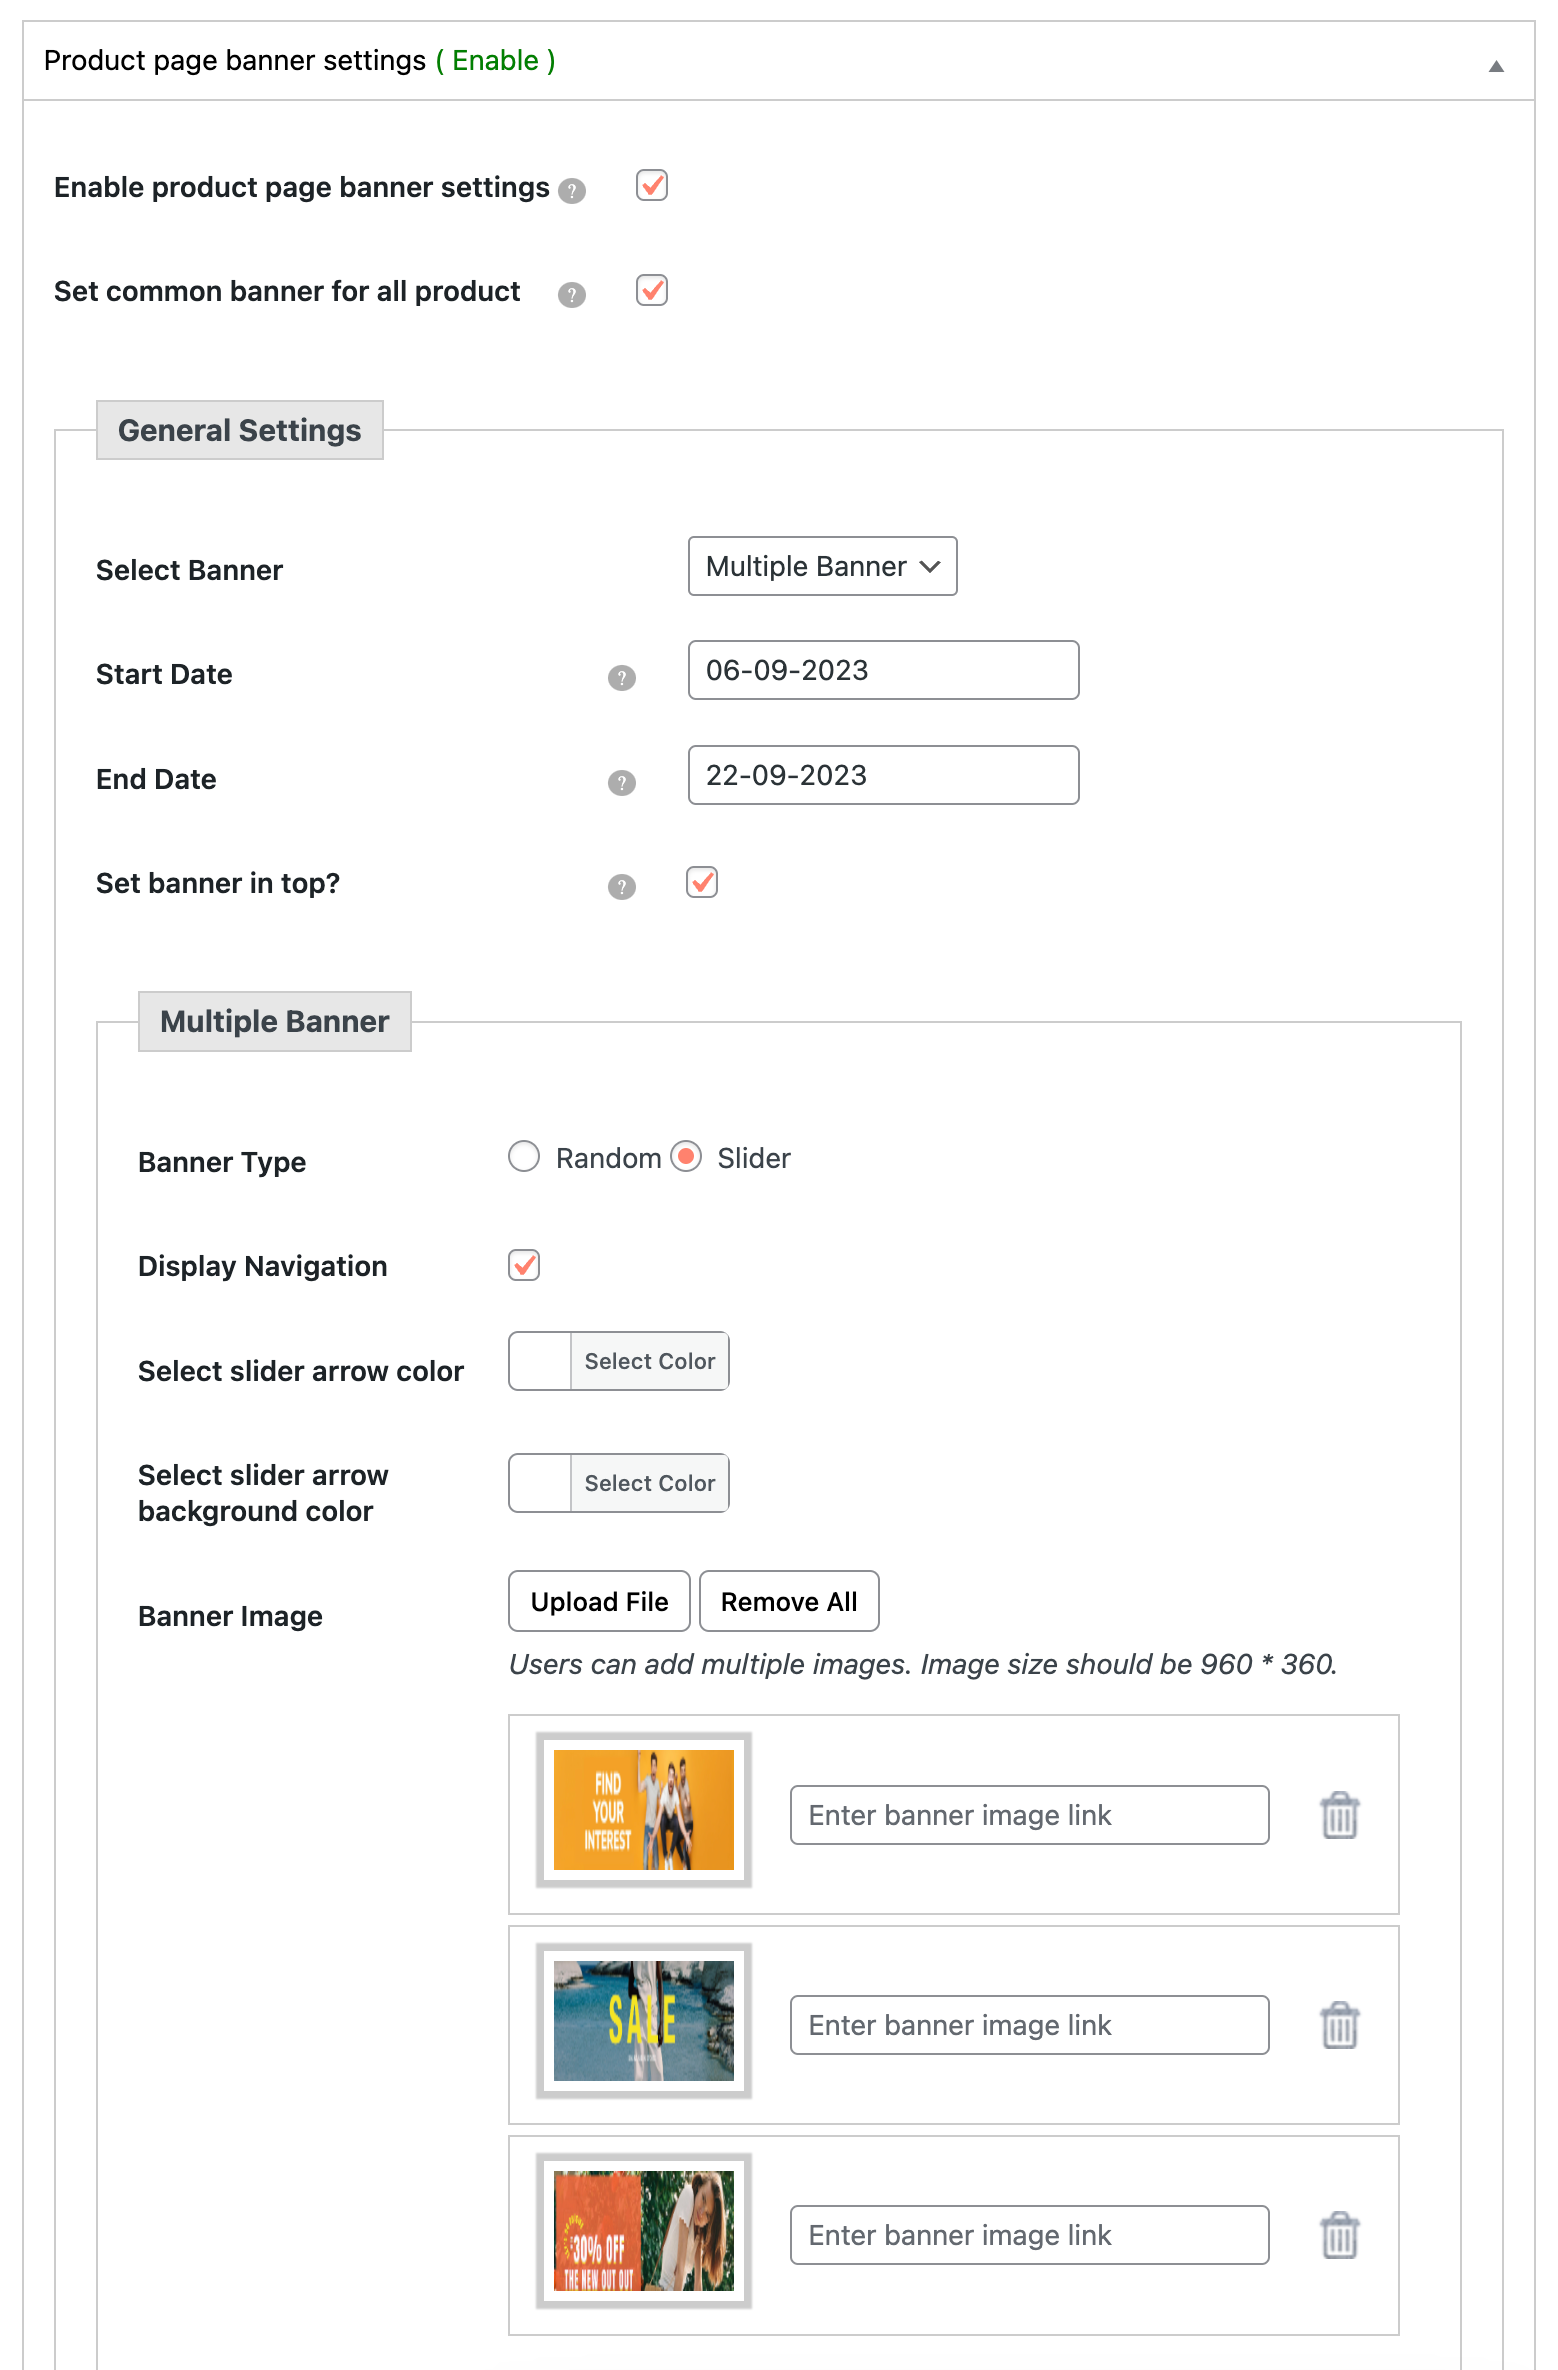 Product page banner settings ( Enable )
Enable product page banner settings ?
Set common banner for all product ?
General Settings
Select Banner
Multiple Banner
Start Date ?
06-09-2023
End Date ?
22-09-2023
Set banner in top? ?
Multiple Banner
Banner Type
Random Slider
Display Navigation
Select slider arrow color
Select Color
Select slider arrow
background color
Select Color
Banner Image
Upload File Remove All
Users can add multiple images. Image size should be 960 * 360.
FIND
YOUR
INTEREST
Enter banner image link
SALE
Enter banner image link
30% OFF
THE NEW OUT OUT
Enter banner image link